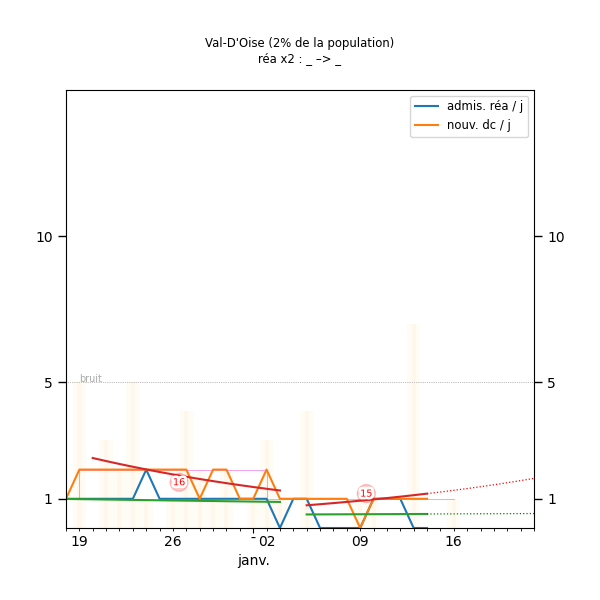 Val-D'Oise (2% de la population)
réa x2 : _ –> _
admis. réa / j
nouv. dc / j
10
10
bruit
5
5
16
15
1
1
19
26
02
09
16
janv.